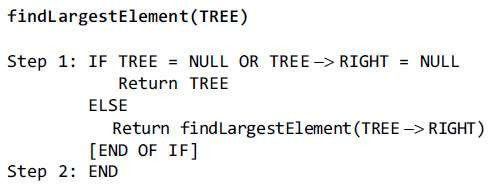 findLargestElement(TREE)
Step 1: IF TREE = NULL OR TREE —> RIGHT = NULL
Return TREE
ELSE
Return findLargestElement(TREE —> RIGHT)
[END OF IF]
Step 2: END